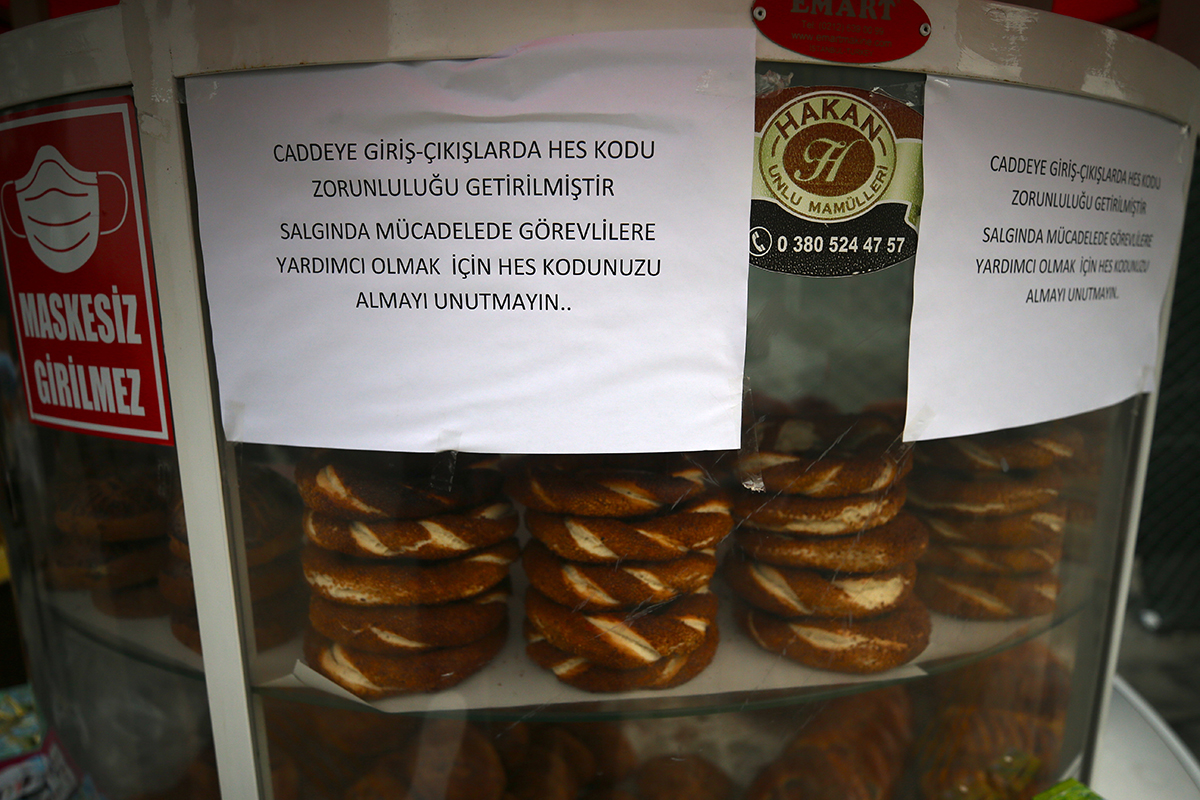 EMART
MASKESİZ
GİRİLMEZ
CADDEYE GİRİŞ-ÇIKIŞLARDA HES KODU
ZORUNLULUĞU GETİRİLMİŞTİR
SALGINDA MÜCADELEDE GÖREVLİLERE
YARDIMCI OLMAK İÇİN HES KODUNUZU
ALMAYI UNUTMAYIN..
HAKAN
H
UNLU MAMÜLLERİ
0 380 524 47 57
CADDEYE GİRİŞ-ÇIKIŞLARDA HES KODU
ZORUNLULUĞU GETİRİLMİŞTİR
SALGINDA MÜCADELEDE GÖREVLİLERE
YARDIMCI OLMAK İÇİN HES KODUNUZU
ALMAYI UNUTMAYIN..